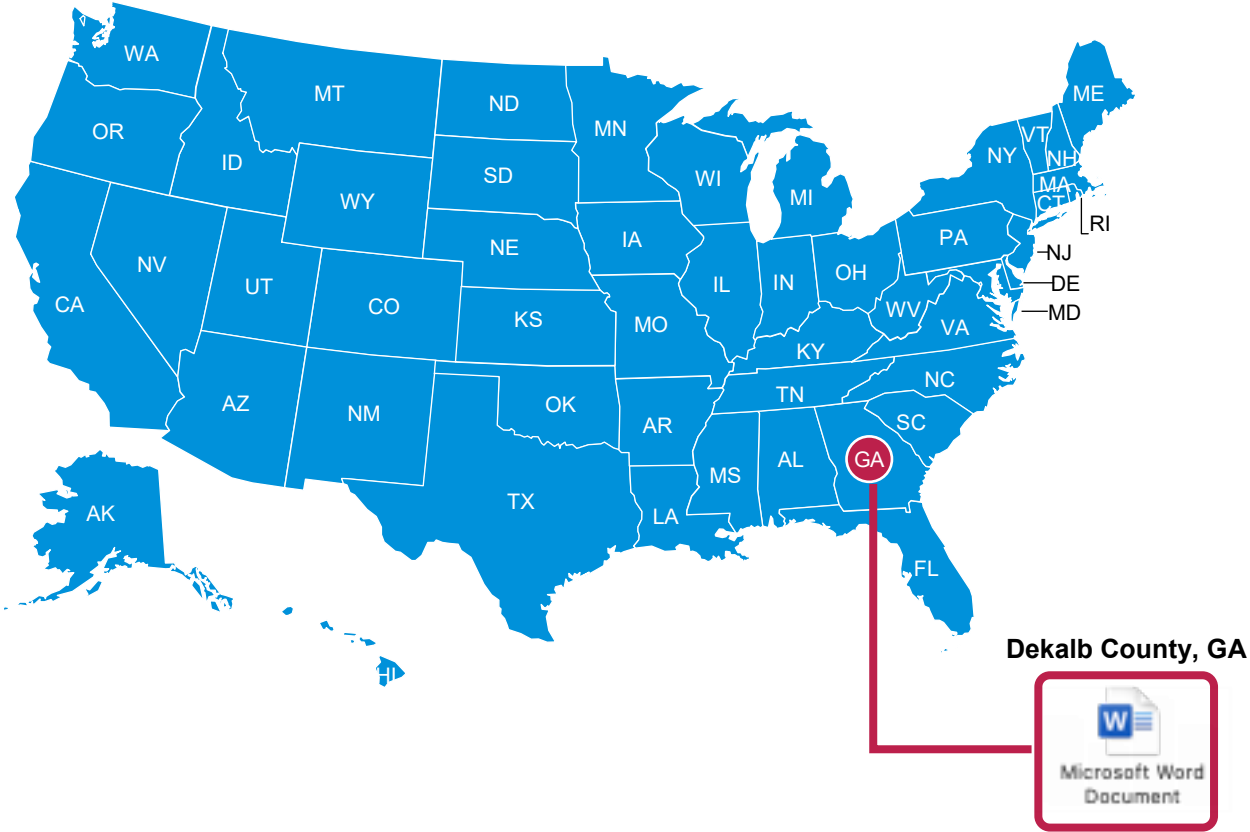 WA
MT
ND
MN
ME
OR
ID
SD
WI
MI
NY
VT
NH
MA
CT
RI
WY
NE
IA
PA
NJ
NV
UT
CO
KS
MO
IL
IN
OH
WV
VA
DE
MD
CA
KY
AZ
NM
OK
AR
TN
NC
SC
MS
AL
GA
TX
LA
FL
AK
HI
Dekalb County, GA
W
Microsoft Word
Document